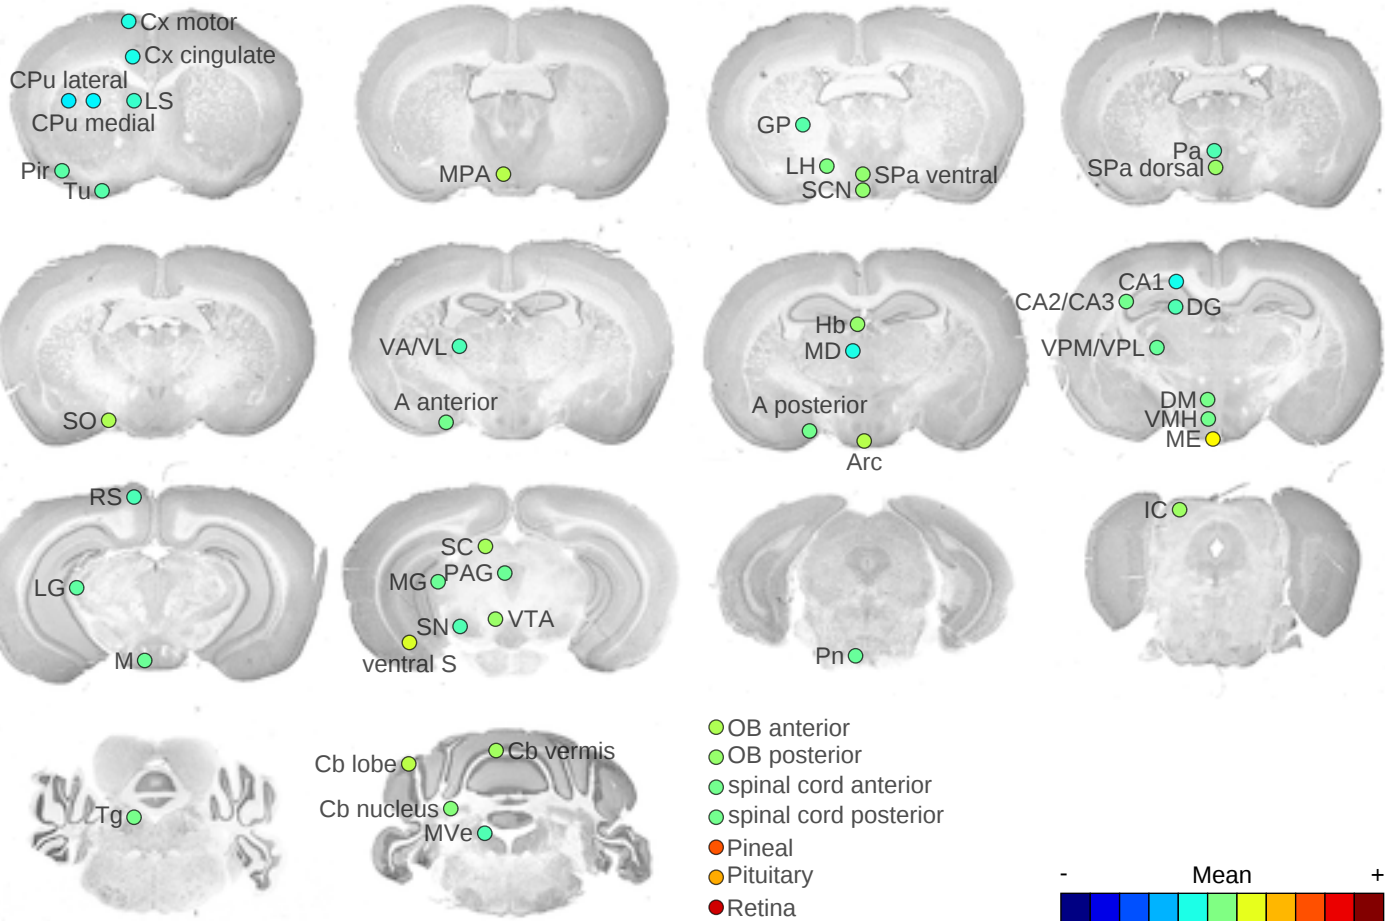 Cx motor
Cx cingulate
CPu lateral
LS
CPu medial
Pir
Tu
MPA
GP
LH
SPa ventral
SCN
Pa
SPa dorsal
SO
VA/VL
A anterior
Hb
MD
A posterior
Arc
CA1
CA2/CA3
DG
VPM/VPL
DM
VMH
ME
RS
LG
M
SC
MG PAG
SN VTA
ventral S
Pn
IC
Tg
Cb lobe
Cb vermis
Cb nucleus
MVe
OB anterior
OB posterior
spinal cord anterior
spinal cord posterior
Pineal
Pituitary
Retina
- Mean +